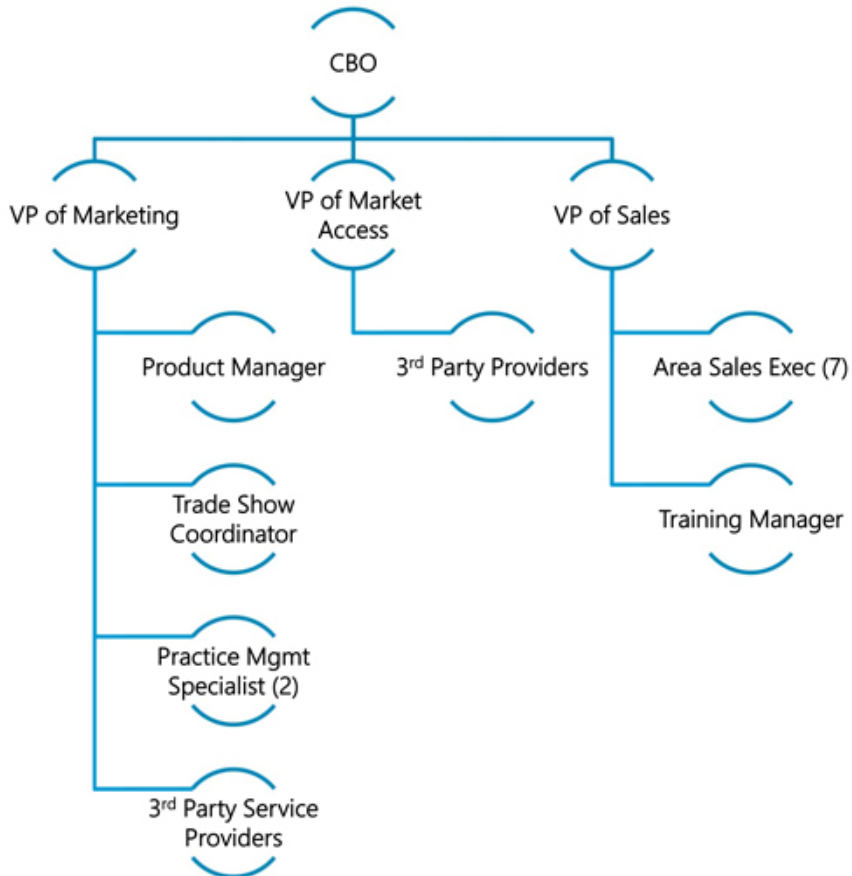 CBO
VP of Marketing
VP of Market
Access
VP of Sales
Product Manager
3rd Party Providers
Area Sales Exec (7)
Trade Show
Coordinator
Training Manager
Practice Mgmt
Specialist (2)
3rd Party Service
Providers